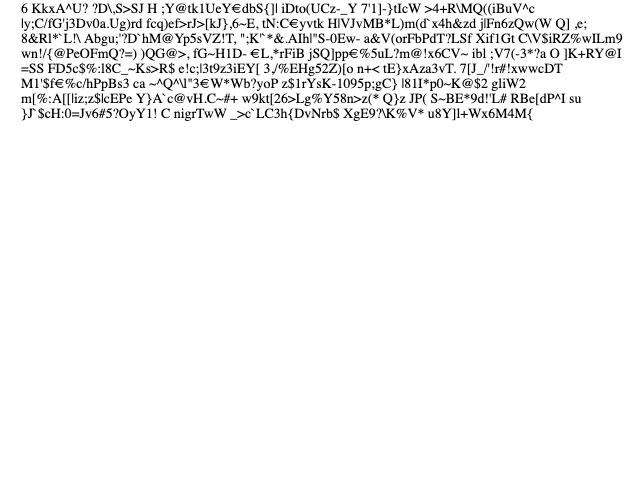 6 KkxA^U? ?D\,S>SJ H ;Y@tk1UeY€dbS{]| iDto(UCz-_Y 7'1]-}tIcW >4+R\MQ((iBuV^c
|y;C/fG'j3Dv0a.Ug)rd fcq)ef>rJ>[kJ},6~E, tN:C€yvtk H|VJvMB*L)m(d`x4h&zd j|Fn6zQw(W Q] ,e;
8&Rl*`L!\ Abgu;'?D`hM@Yp5sVZ!T, ";K'`*&.AIh|"S-0Ew- a&V(orFbPdT?LSf Xif1Gt C\V$iRZ%wILm9
wn!/{@PeOFmQ?=) )QG@>, fG~H1D- €L,*rFiB jSQ]pp€%5uL?m@!x6CV~ ibl ;V7(-3*?a O ]K+RY@I
=SS FD5c$%:l8C_~Ks>R$ e!c;|3t9z3iEY[ 3,/%EHg52Z)[o n+< tE}xAza3vT. 7[J_/'!r#!xwwcDT
M1'$f€%c/hPpBs3 ca ~^Q^\l"3€W*Wb?yoP z$1rYsK-1095p;gC} |81I*p0~K@$2 gliW2
m[%:A[[|iz;z$|cEPe Y}A`c@vH.C~#+ w9kt[26>Lg%Y58n>z(* Q}z JP( S~BE*9d!'L# RBe[dP^I su
}J`$cH:0=Jv6#5?OyY1! C nigrTwW _>c`LC3h{DvNrb$ XgE9?\K%V* u8Y]l+Wx6M4M{